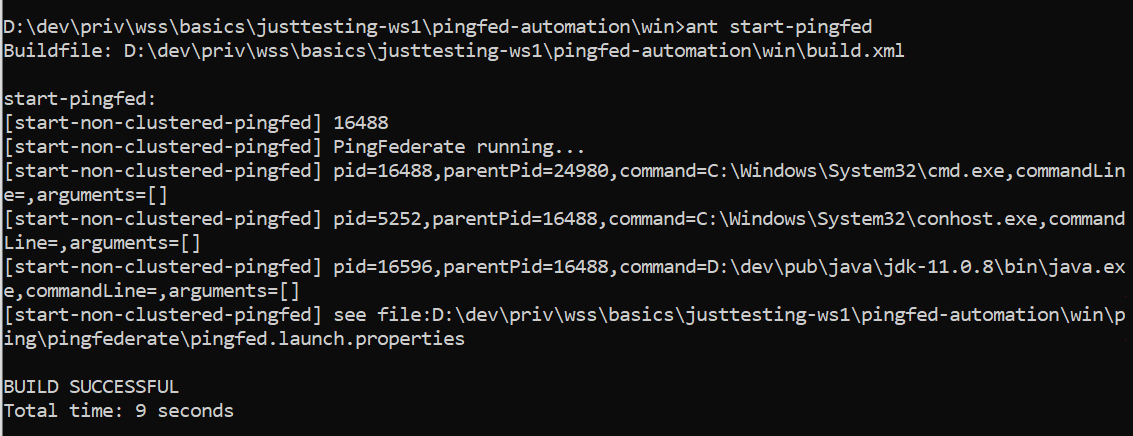 D:\dev\priv\wss\basics\justtesting-ws1\pingfed-automation\win>ant start-pingfed
Buildfile: D:\dev\priv\wss\basics\justtesting-ws1\pingfed-automation\win\build.xml
start-pingfed:
[start-non-clustered-pingfed] 16488
[start-non-clustered-pingfed] PingFederate running...
[start-non-clustered-pingfed] pid=16488,parentPid=24980,command=C:\Windows\System32\cmd.exe,commandLin
e=,arguments=[]
[start-non-clustered-pingfed] pid=5252,parentPid=16488,command=C:\Windows\System32\conhost.exe,command
Line=,arguments=[]
[start-non-clustered-pingfed] pid=16596,parentPid=16488,command=D:\dev\pub\java\jdk-11.0.8\bin\java.ex
e,commandLine=,arguments=[]
[start-non-clustered-pingfed] see file:D:\dev\priv\wss\basics\justtesting-ws1\pingfed-automation\win\p
ing\pingfederate\pingfed.launch.properties
BUILD SUCCESSFUL
Total time: 9 seconds